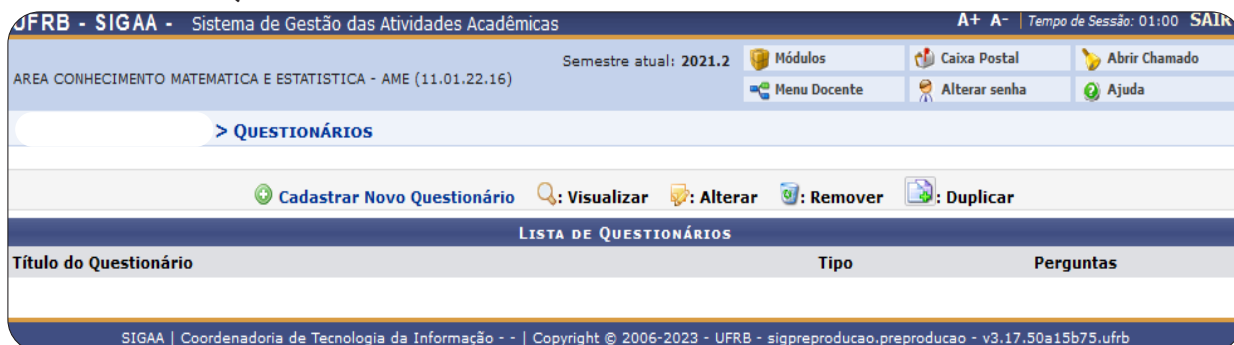 UFRB - SIGAA - Sistema de Gestão das Atividades Acadêmicas A+ A- | Tempo de Sessão: 01:00 SAIR
AREA CONHECIMENTO MATEMATICA E ESTATISTICA - AME (11.01.22.16) Semestre atual: 2021.2 Módulos Caixa Postal Abrir Chamado
Menu Docente Alterar senha Ajuda
> QUESTIONÁRIOS
Cadastrar Novo Questionário : Visualizar : Alterar : Remover : Duplicar
LISTA DE QUESTIONÁRIOS
Título do Questionário Tipo Perguntas
SIGAA | Coordenadoria de Tecnologia da Informação - - | Copyright © 2006-2023 - UFRB - sigpreproducao.preproducao - v3.17.50a15b75.ufrb